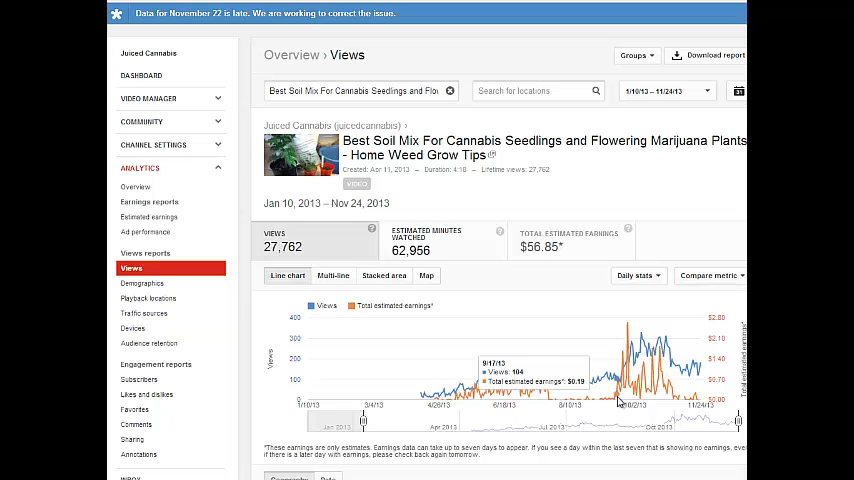 Data for November 22 is late. We are working to correct the issue.
Juiced Cannabis
DASHBOARD
VIDEO MANAGER
COMMUNITY
CHANNEL SETTINGS
ANALYTICS
Overview
Earnings reports
Estimated earnings
Ad performance
Views reports
Views
Demographics
Playback locations
Traffic sources
Devices
Audience retention
Engagement reports
Subscribers
Likes and dislikes
Favorites
Comments
Sharing
Annotations
Overview › Views
Groups
Download report
Best Soil Mix For Cannabis Seedlings and Flov
Search for locations
1/10/13 – 11/24/13
Juiced Cannabis (juicedcannabis) ›
Best Soil Mix For Cannabis Seedlings and Flowering Marijuana Plants
- Home Weed Grow Tips
Created: Apr 11, 2013 – Duration: 4:18 – Lifetime views: 27,762
VIDEO
Jan 10, 2013 – Nov 24, 2013
VIEWS
27,762
ESTIMATED MINUTES
WATCHED
62,956
TOTAL ESTIMATED EARNINGS
$56.85*
Line chart
Multi-line
Stacked area
Map
Daily stats
Compare metric
Views
Total estimated earnings*
400
300
200
100
0
Views
$2.80
$2.10
$1.40
$0.70
$0.00
Total estimated earnings*
9/17/13
Views: 104
Total estimated earnings*: $0.19
1/10/13
3/4/13
4/26/13
6/18/13
8/10/13
10/2/13
11/24/13
Jan 2013
Apr 2013
Jul 2013
Oct 2013
*These earnings are only estimates. Earnings data can take up to seven days to appear. If you see a day within the last seven that is showing no earnings, eve
if there is a later day with earnings, please check back again tomorrow.
Geography